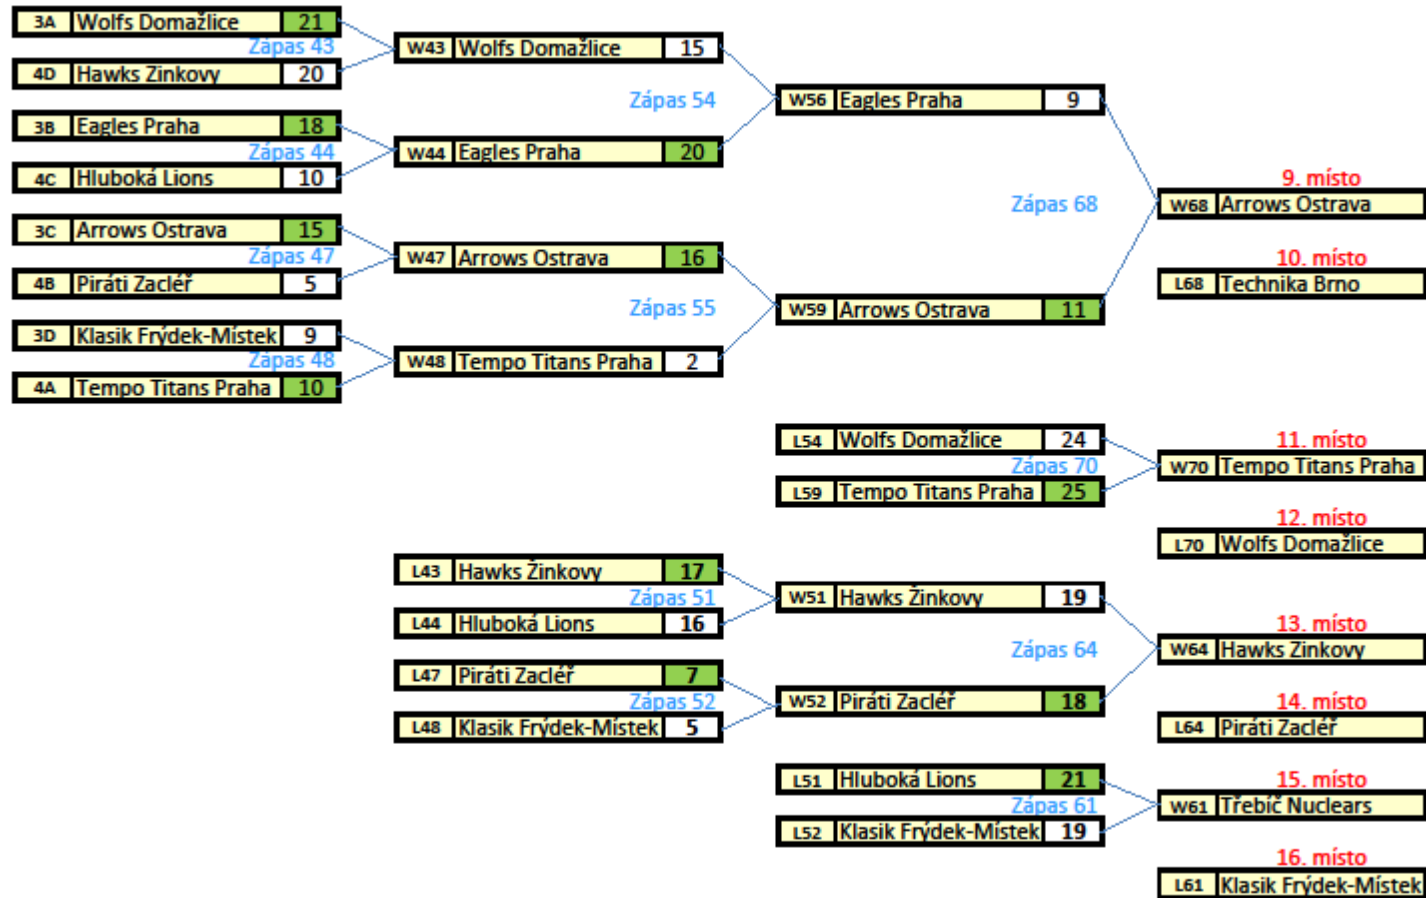 3A Wolfs Domažlice 21
Zápas 43
4D Hawks Zinkovy 20
W43 Wolfs Domažlice 15
Zápas 54
3B Eagles Praha 18
Zápas 44
4C Hluboká Lions 10
W44 Eagles Praha 20
W56 Eagles Praha 9
Zápas 68
3C Arrows Ostrava 15
Zápas 47
4B Piráti Zacléř 5
W47 Arrows Ostrava 16
Zápas 55
3D Klasik Frýdek-Místek 9
Zápas 48
4A Tempo Titans Praha 10
W48 Tempo Titans Praha 2
W59 Arrows Ostrava 11
9. místo
W68 Arrows Ostrava
10. místo
L68 Technika Brno
L54 Wolfs Domažlice 24
Zápas 70
L59 Tempo Titans Praha 25
11. místo
W70 Tempo Titans Praha
12. místo
L70 Wolfs Domažlice
L43 Hawks Žinkovy 17
Zápas 51
L44 Hluboká Lions 16
W51 Hawks Žinkovy 19
Zápas 64
L47 Piráti Zacléř 7
Zápas 52
L48 Klasik Frýdek-Místek 5
W52 Piráti Zacléř 18
13. místo
W64 Hawks Zinkovy
14. místo
L64 Piráti Zacléř
L51 Hluboká Lions 21
Zápas 61
L52 Klasik Frýdek-Místek 19
15. místo
W61 Třebíč Nuclears
16. místo
L61 Klasik Frýdek-Místek